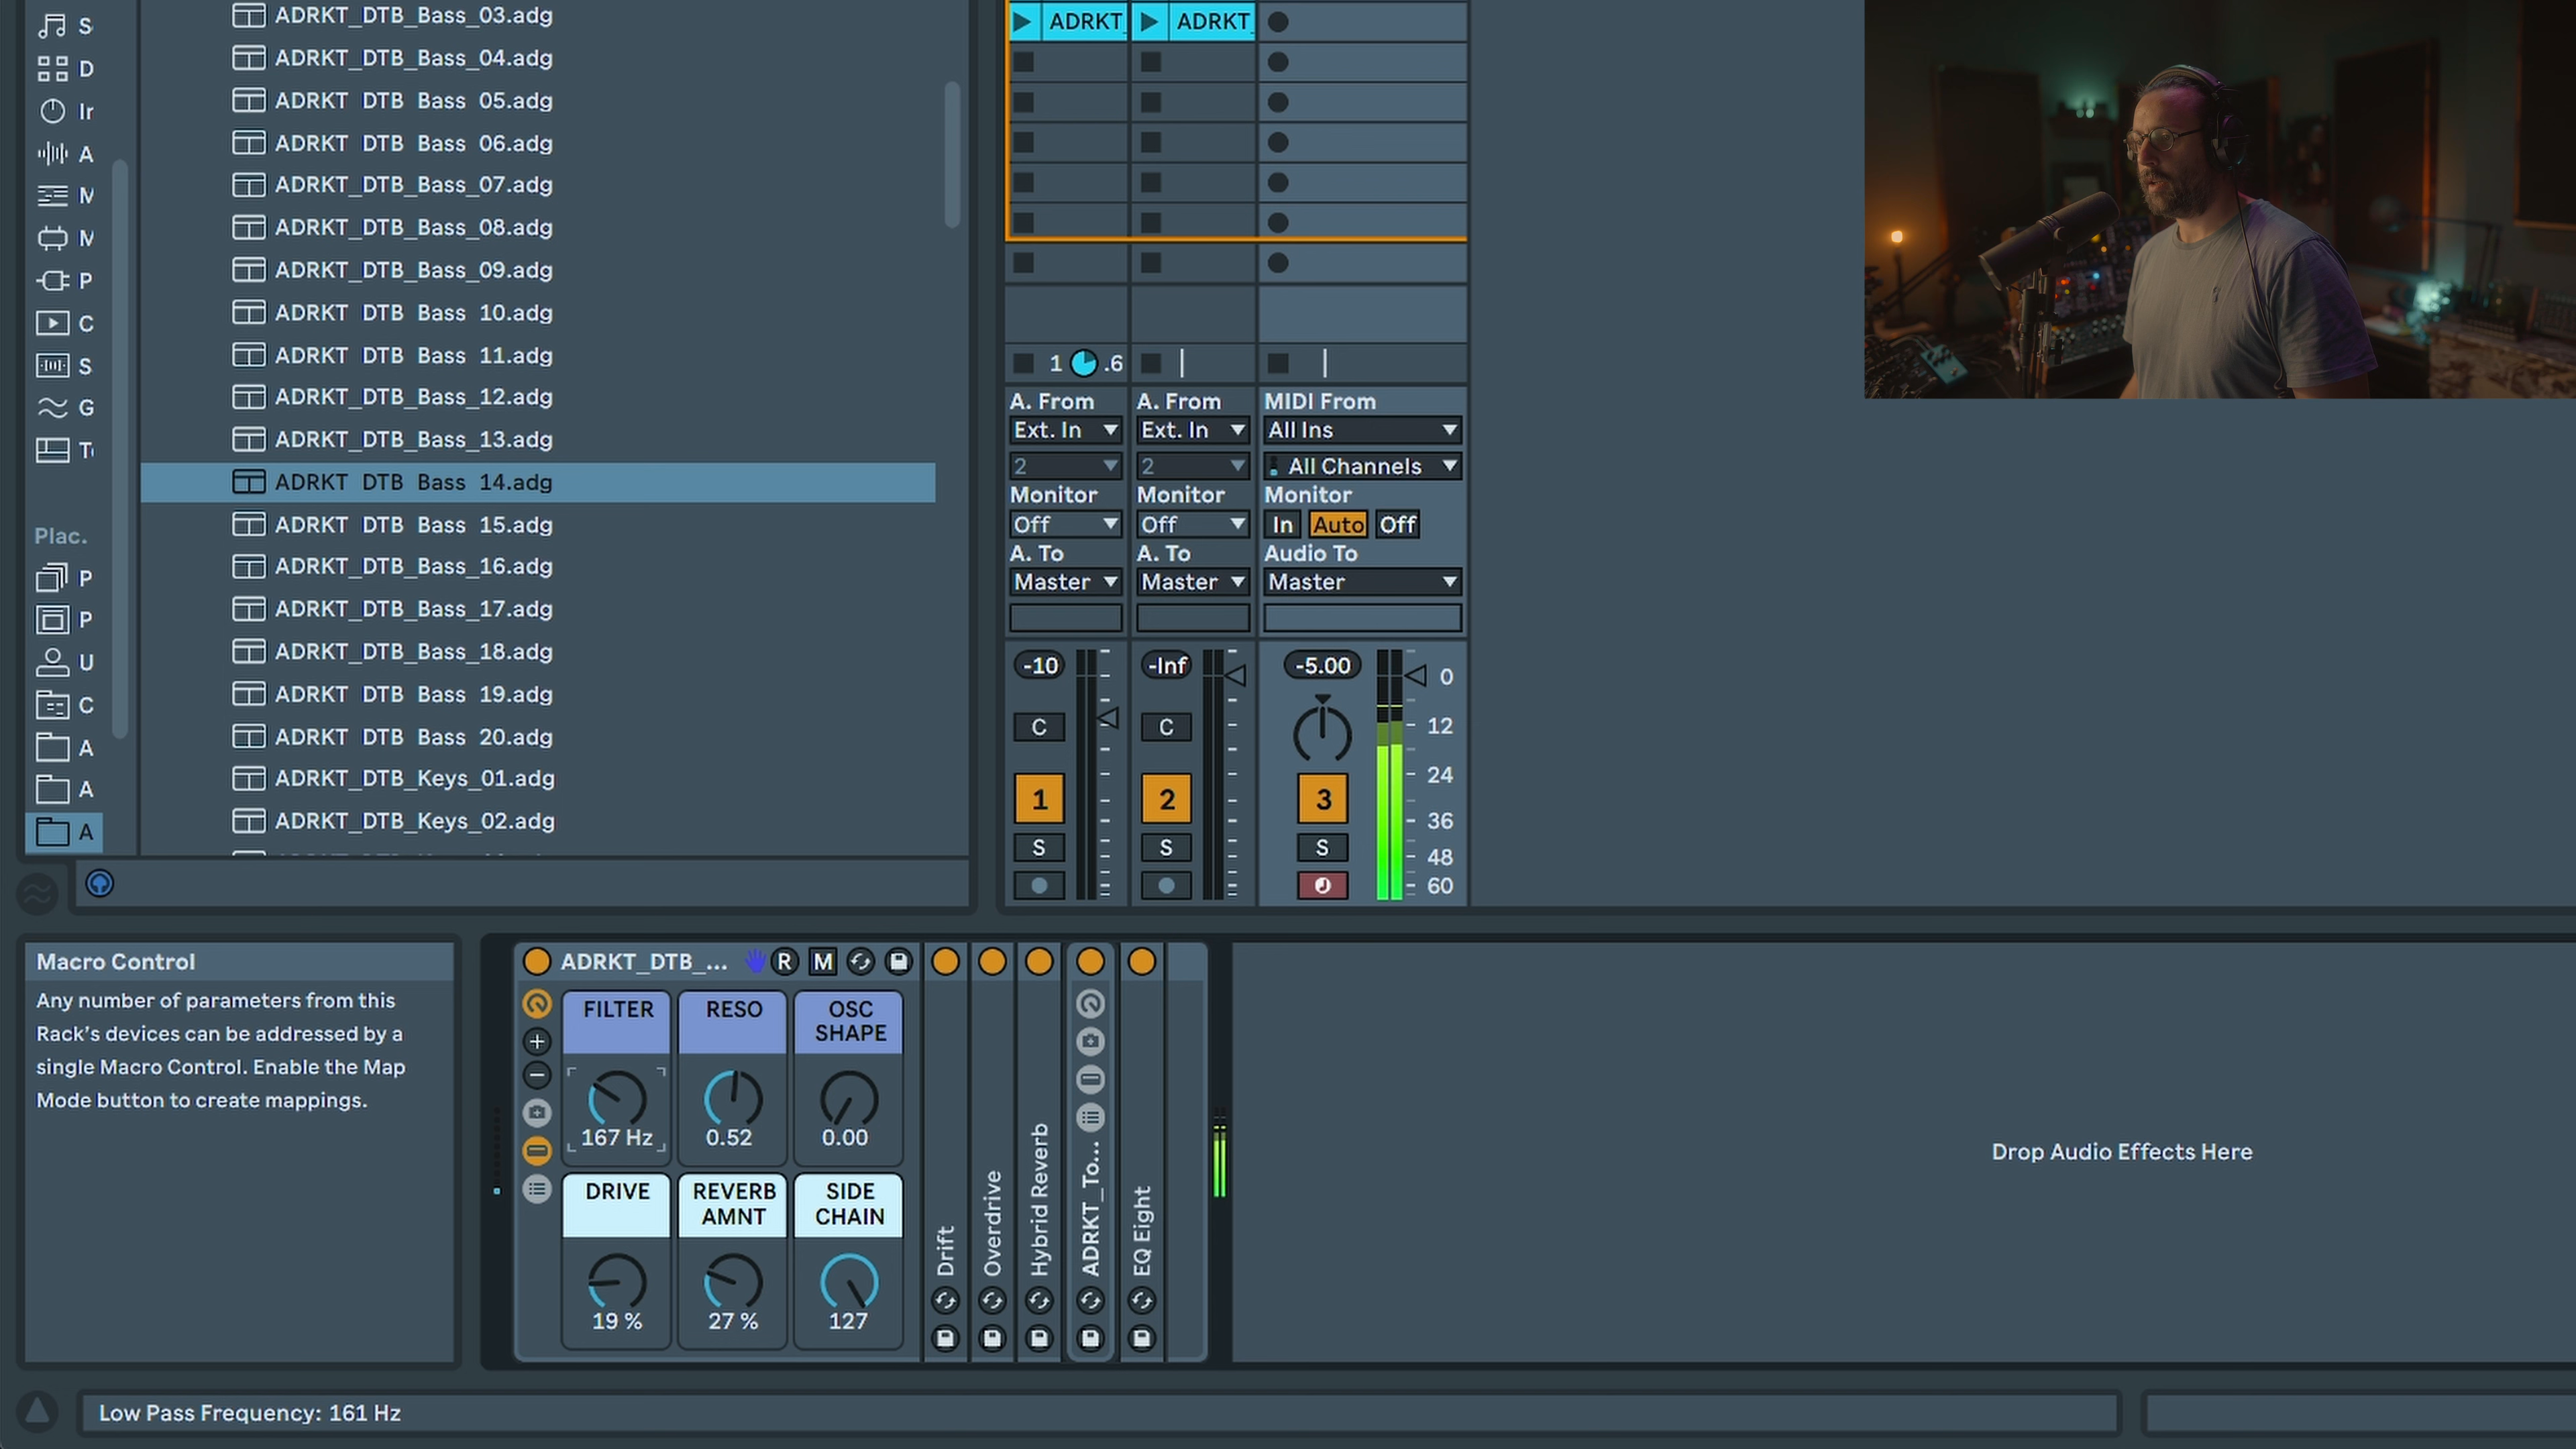 S
D
Ir
A
M
M
P
C
S
G
Plac.
P
P
U
C
A
A
A
ADRKT_DTB_Bass_03.adg
ADRKT_DTB_Bass_04.adg
ADRKT_DTB_Bass_05.adg
ADRKT_DTB_Bass_06.adg
ADRKT_DTB_Bass_07.adg
ADRKT_DTB_Bass_08.adg
ADRKT_DTB_Bass_09.adg
ADRKT_DTB_Bass_10.adg
ADRKT_DTB_Bass_11.adg
ADRKT_DTB_Bass_12.adg
ADRKT_DTB_Bass_13.adg
ADRKT_DTB_Bass_14.adg
ADRKT_DTB_Bass_15.adg
ADRKT_DTB_Bass_16.adg
ADRKT_DTB_Bass_17.adg
ADRKT_DTB_Bass_18.adg
ADRKT_DTB_Bass_19.adg
ADRKT_DTB_Bass_20.adg
ADRKT_DTB_Keys_01.adg
ADRKT_DTB_Keys_02.adg
ADRKT_ ADRKT_
1 .6
A. From A. From MIDI From
Ext. In Ext. In All Ins
2 2 All Channels
Monitor Monitor Monitor
Off Off In Auto Off
A. To A. To Audio To
Master Master Master
-10 -Inf -5.00 0
C C 12
24
1 2 3
36
S S S 48
60
Macro Control
Any number of parameters from this
Rack's devices can be addressed by a
single Macro Control. Enable the Map
Mode button to create mappings.
ADRKT_DTB_... R M
FILTER RESO OSC
SHAPE
167 Hz 0.52 0.00
DRIVE REVERB SIDE
AMNT CHAIN
19 % 27 % 127
Drift
Overdrive
Hybrid Reverb
ADRKT_To...
EQ Eight
Drop Audio Effects Here
Low Pass Frequency: 161 Hz